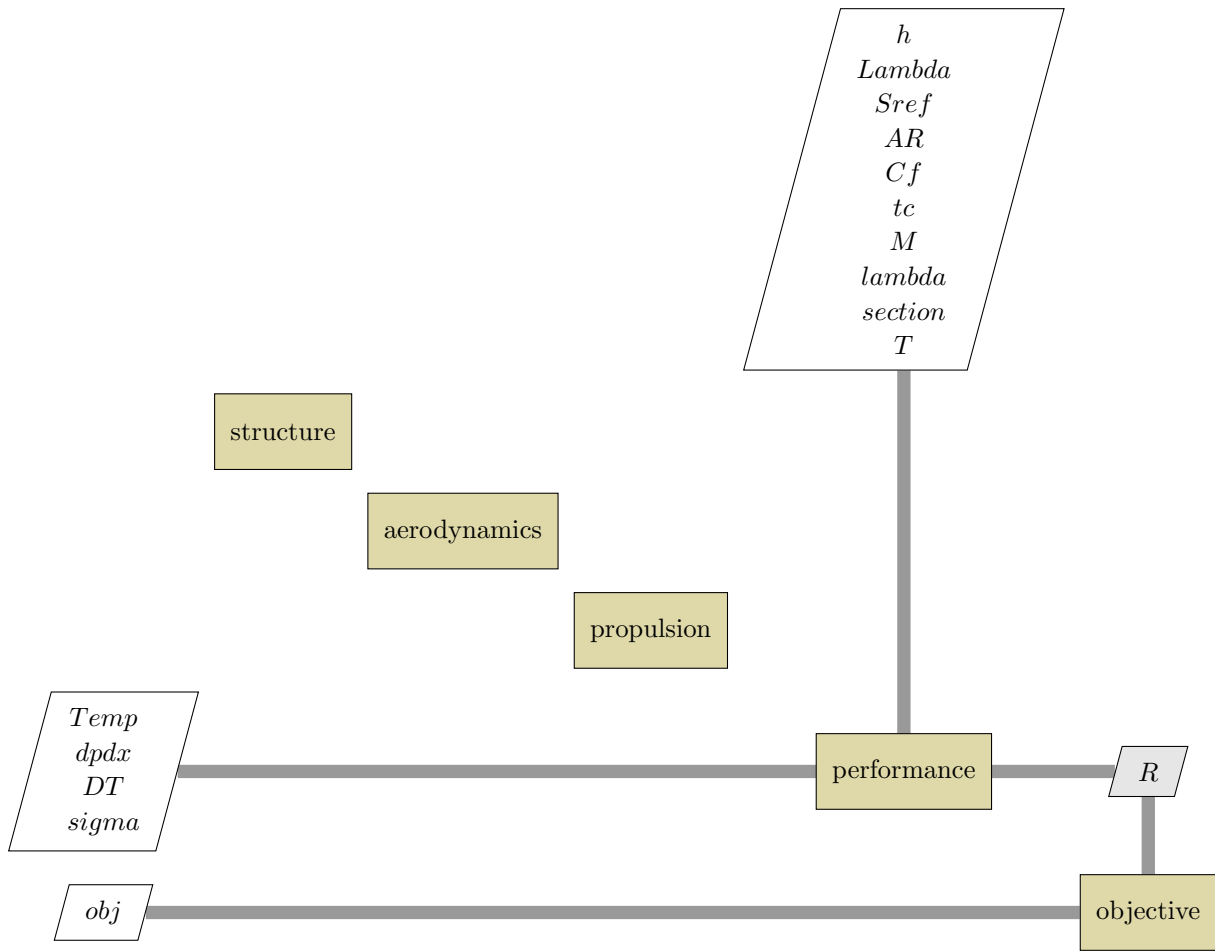 h
Lambda
Sref
AR
Cf
tc
M
lambda
section
T
structure
aerodynamics
propulsion
Temp
dpdx
DT
sigma
performance
R
obj
objective